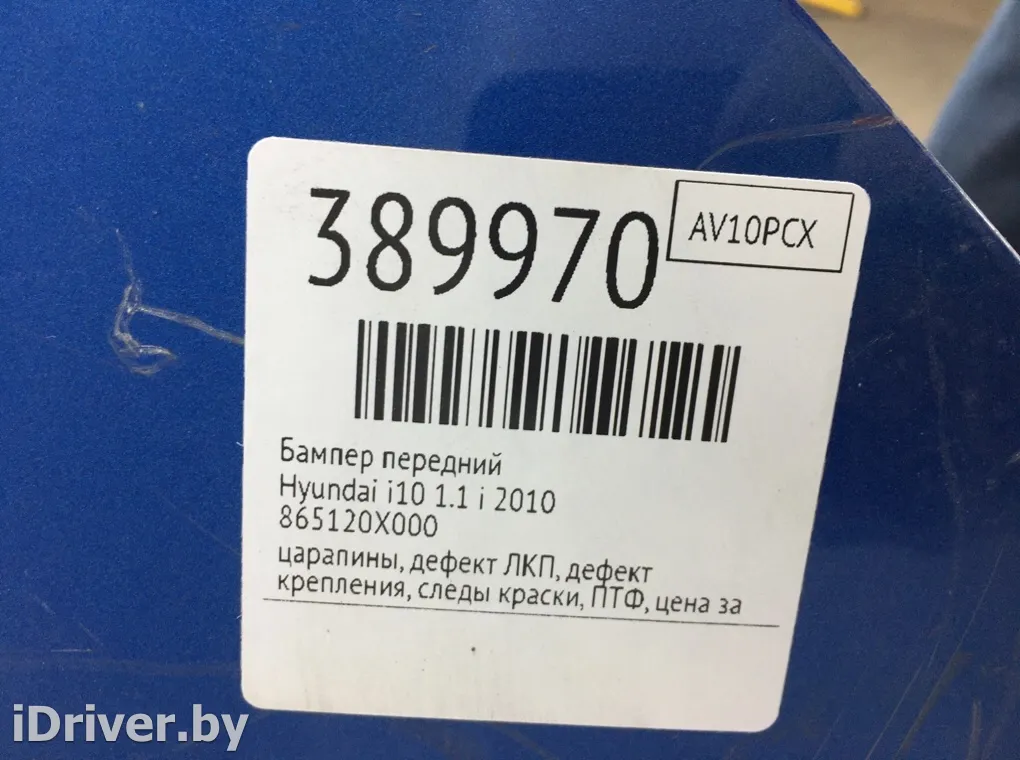 389970
AV10PCX
Бампер передний
Hyundai i10 1.1 i 2010
865120X000
царапины, дефект ЛКП, дефект
крепления, следы краски, ПТФ, цена за
iDriver.by